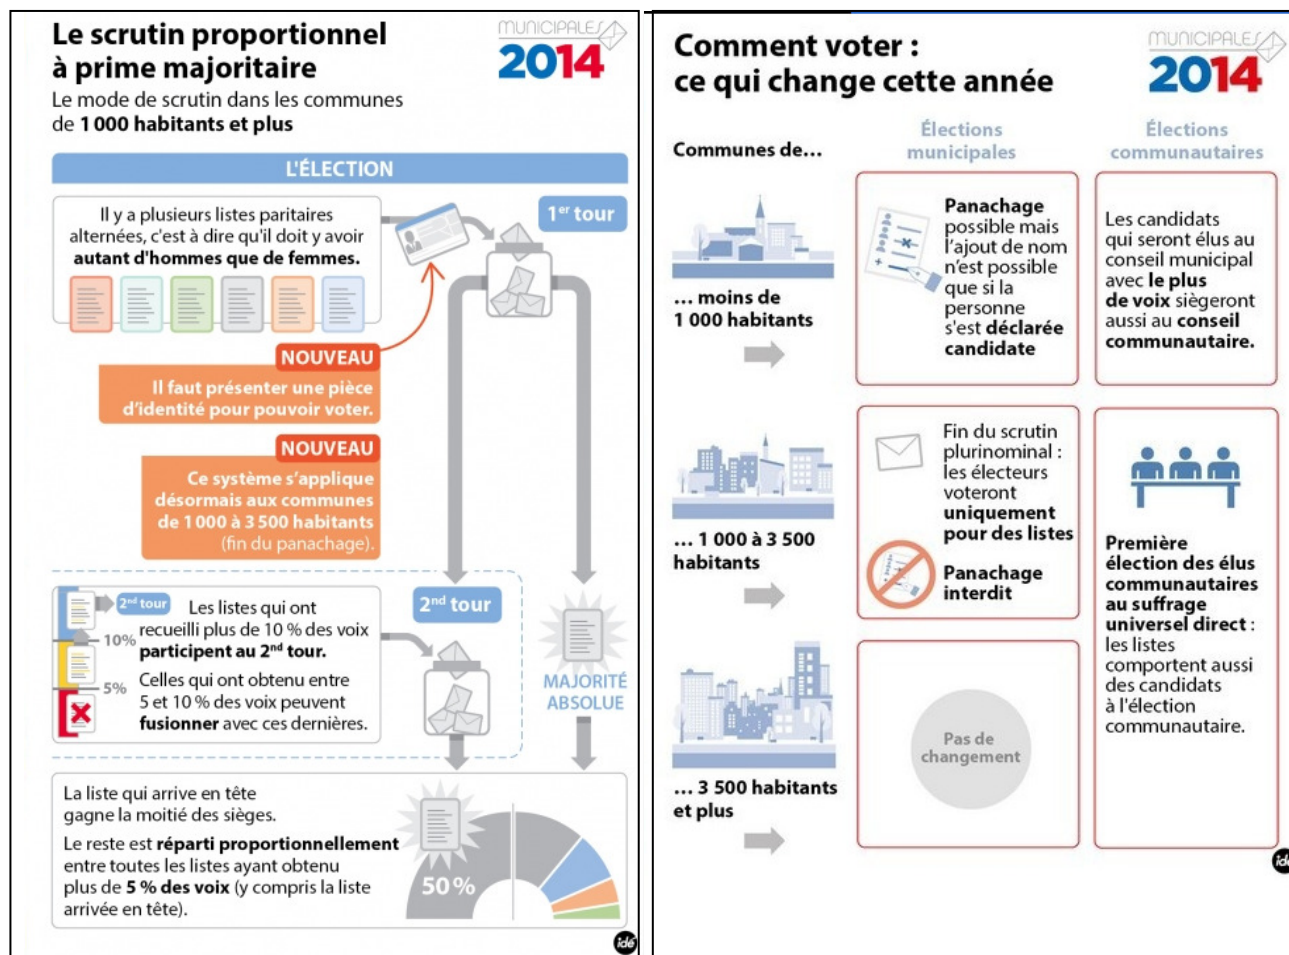 Le scrutin proportionnel
à prime majoritaire
Le mode de scrutin dans les communes
de 1 000 habitants et plus
MUNICIPALES
2014
L'ÉLECTION
Il y a plusieurs listes paritaires
alternées, c'est à dire qu'il doit y avoir
autant d'hommes que de femmes.
1er tour
NOUVEAU
Il faut présenter une pièce
d'identité pour pouvoir voter.
NOUVEAU
Ce système s'applique
désormais aux communes
de 1 000 à 3 500 habitants
(fin du panachage).
2nd tour
10%
5%
Les listes qui ont
recueilli plus de 10 % des voix
participent au 2nd tour.
Celles qui ont obtenu entre
5 et 10 % des voix peuvent
fusionner avec ces dernières.
2nd tour
MAJORITÉ
ABSOLUE
La liste qui arrive en tête
gagne la moitié des sièges.
Le reste est réparti proportionnellement
entre toutes les listes ayant obtenu
plus de 5 % des voix (y compris la liste
arrivée en tête).
50 %
idé
Comment voter :
ce qui change cette année
MUNICIPALES
2014
Communes de...
Élections
municipales
Élections
communautaires
... moins de
1 000 habitants
Panachage
possible mais
l'ajout de nom
n'est possible
que si la
personne
s'est déclarée
candidate
Les candidats
qui seront élus au
conseil municipal
avec le plus
de voix siègeront
aussi au conseil
communautaire.
... 1 000 à 3 500
habitants
Fin du scrutin
plurinominal :
les électeurs
voteront
uniquement
pour des listes
Panachage
interdit
Première
élection des élus
communautaires
au suffrage
universel direct :
les listes
comportent aussi
des candidats
à l'élection
communautaire.
... 3 500 habitants
et plus
Pas de
changement
idé